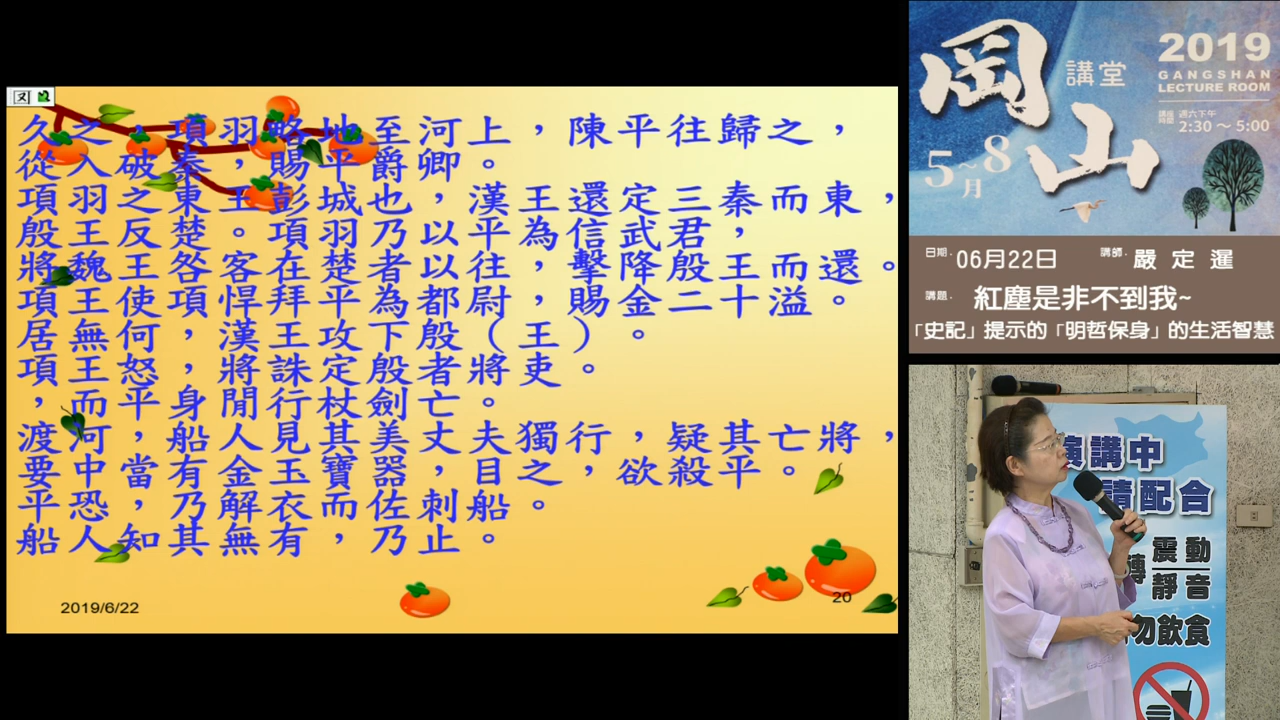 久之，項羽略地至河上，陳平往歸之，
從入破秦，賜平爵卿。
項羽之東王彭城也，漢王還定三秦而東，
殷王反楚。項羽乃以平為信武君，
將魏王咎客在楚者以往，擊降殷王而還。
項王使項悍拜平為都尉，賜金二十溢。
居無何，漢王攻下殷（王）。
項王怒，將誅定殷者將吏。
，而平身閒行杖劍亡。
渡河，船人見其美丈夫獨行，疑其亡將，
要中當有金玉寶器，目之，欲殺平。
平恐，乃解衣而佐刺船。
船人知其無有，乃止。
2019/6/22
20
岡山
講堂
2019
GANGSHAN
LECTURE ROOM
週六下午
2:30～5:00
5~8月
日期. 06月22日 講師. 嚴定暹
講題. 紅塵是非不到我~
「史記」提示的「明哲保身」的生活智慧
演講中
請配合
震動
靜音
勿飲食